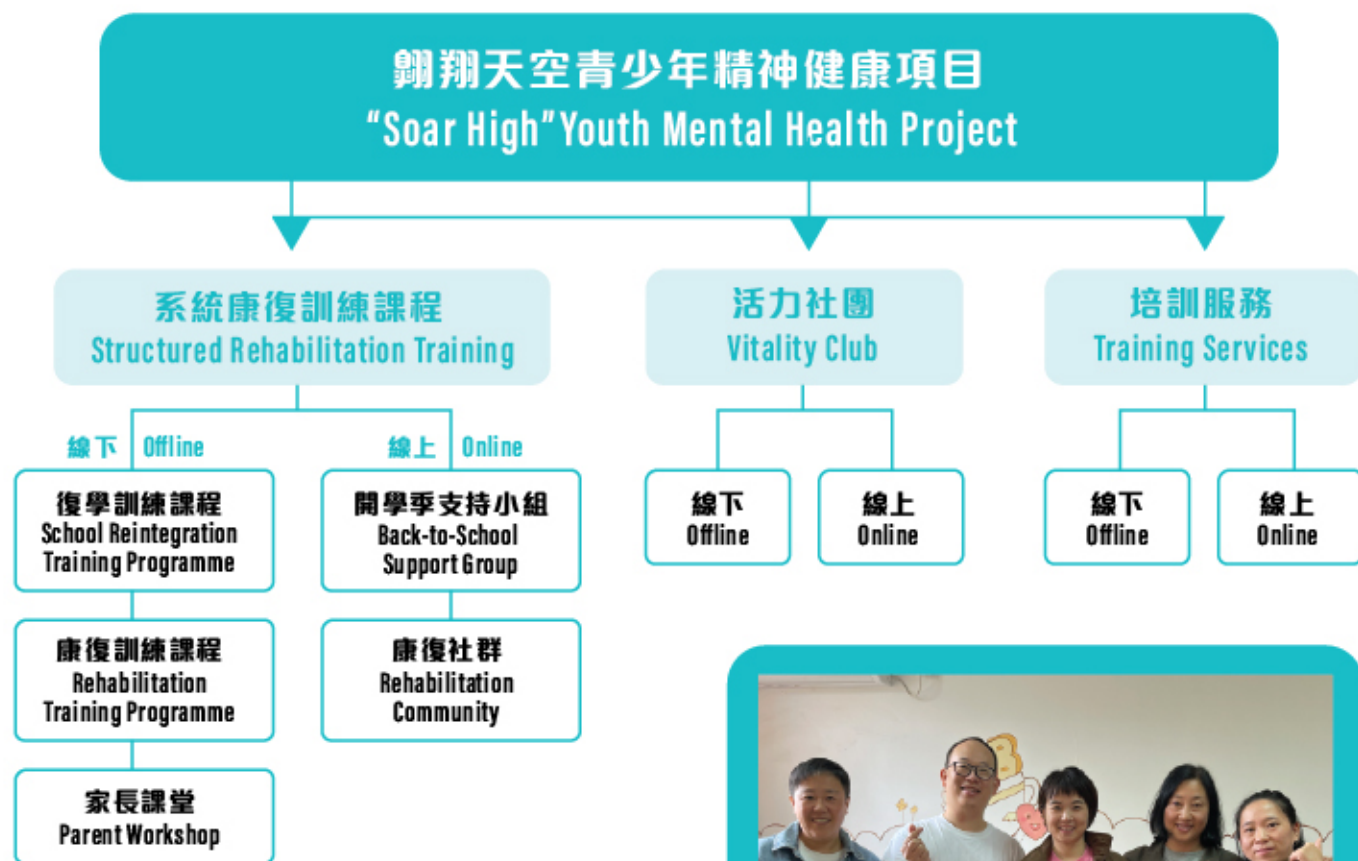 翺翔天空青少年精神健康項目
“Soar High” Youth Mental Health Project
系統康復訓練課程
Structured Rehabilitation Training
活力社團
Vitality Club
培訓服務
Training Services
線下 Offline
線上 Online
復學訓練課程
School Reintegration
Training Programme
開學季支持小組
Back-to-School
Support Group
線下
Offline
線上
Online
線下
Offline
線上
Online
康復訓練課程
Rehabilitation
Training Programme
康復社群
Rehabilitation
Community
家長課堂
Parent Workshop